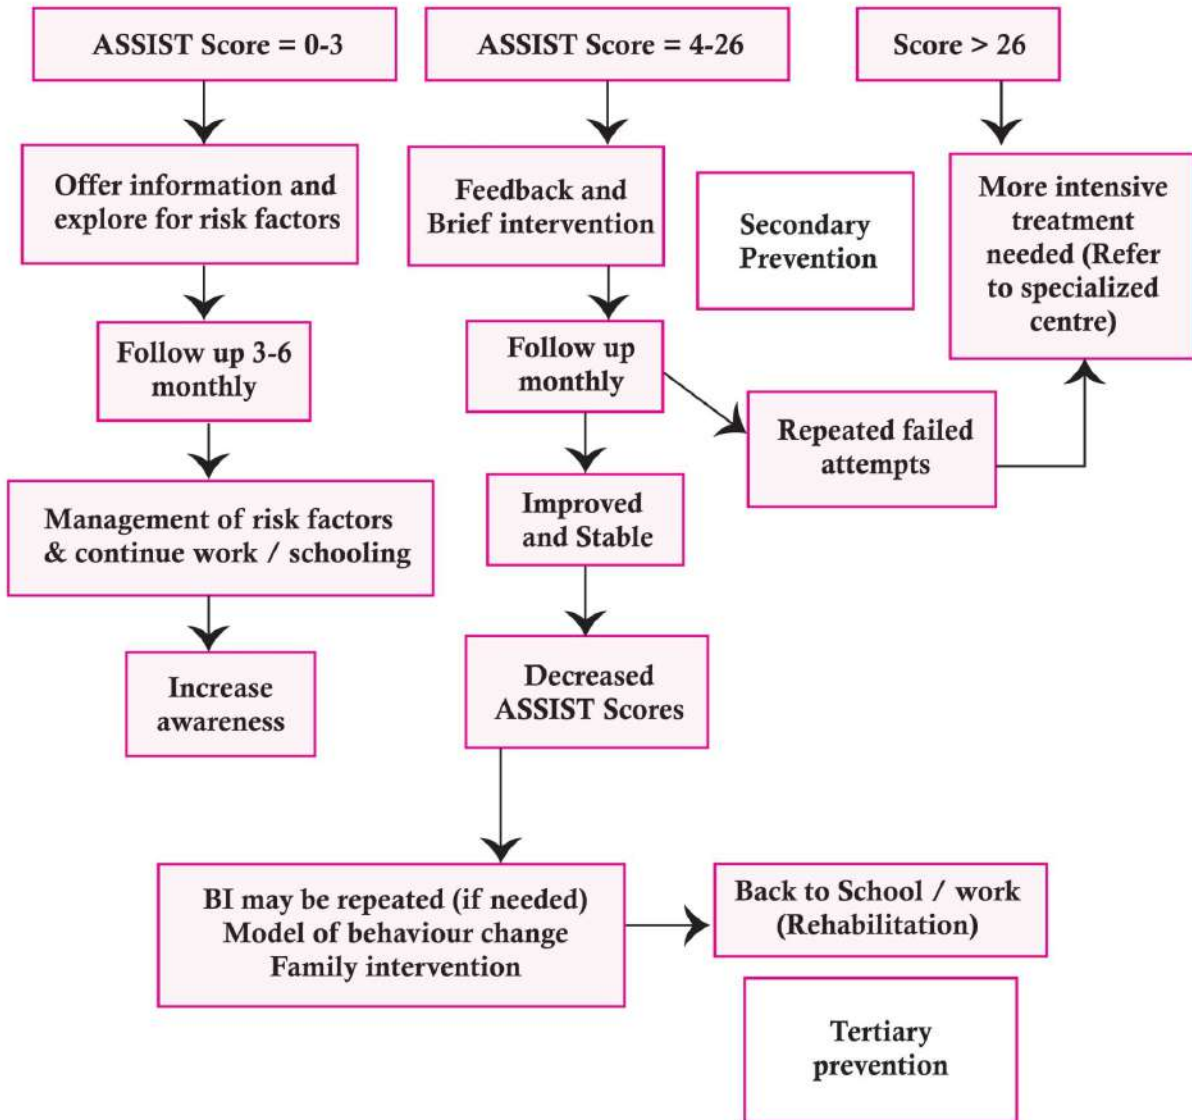 ASSIST Score = 0-3
ASSIST Score = 4-26
Score > 26
Offer information and
explore for risk factors
Feedback and
Brief intervention
Secondary
Prevention
More intensive
treatment
needed (Refer
to specialized
centre)
Follow up 3-6
monthly
Follow up
monthly
Repeated failed
attempts
Management of risk factors
& continue work / schooling
Improved
and Stable
Increase
awareness
Decreased
ASSIST Scores
BI may be repeated (if needed)
Model of behaviour change
Family intervention
Back to School / work
(Rehabilitation)
Tertiary
prevention